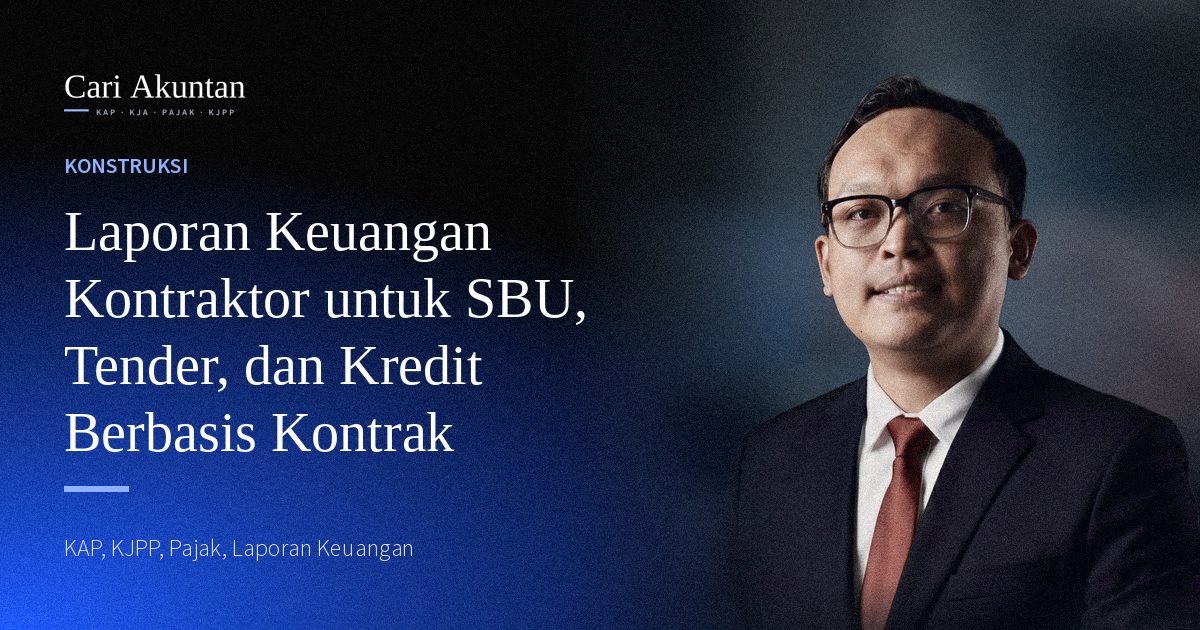 Cari Akuntan
KAP · KJA · PAJAK · KJPP
KONSTRUKSI
Laporan Keuangan
Kontraktor untuk SBU,
Tender, dan Kredit
Berbasis Kontrak
KAP, KJPP, Pajak, Laporan Keuangan